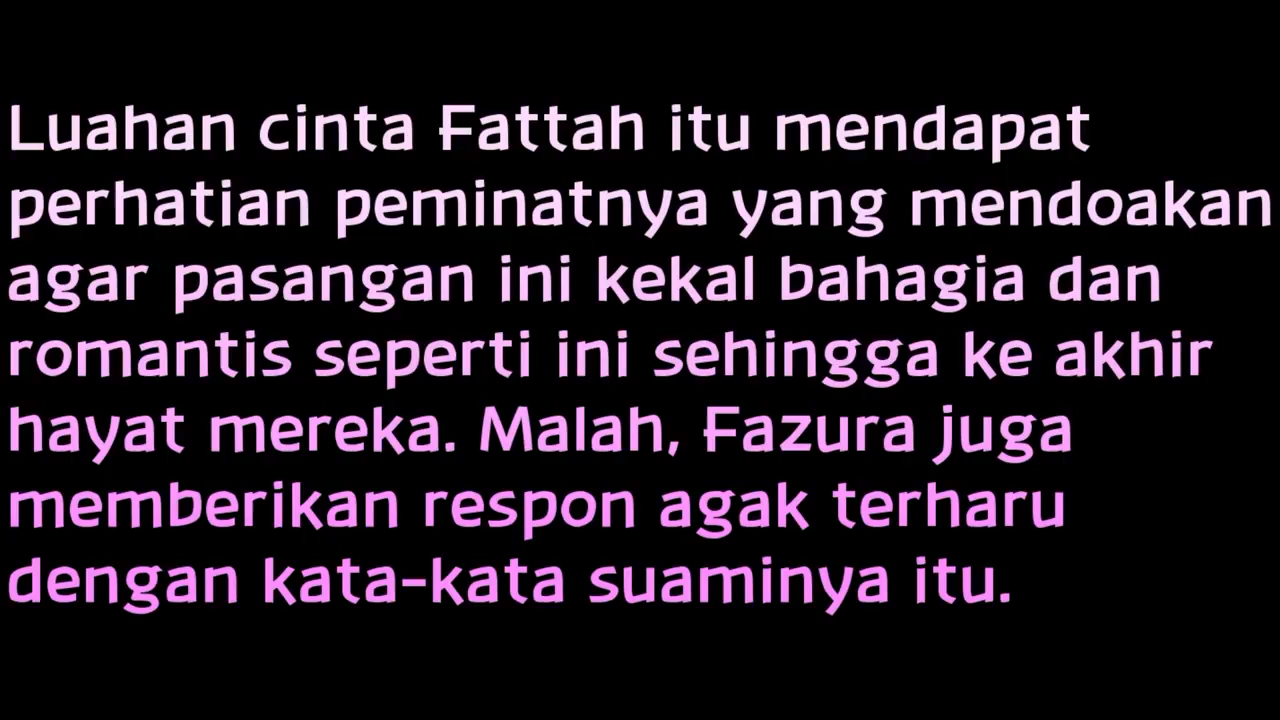 Luahan cinta Fattah itu mendapat
perhatian peminatnya yang mendoakan
agar pasangan ini kekal bahagia dan
romantis seperti ini sehingga ke akhir
hayat mereka. Malah, Fazura juga
memberikan respon agak terharu
dengan kata-kata suaminya itu.